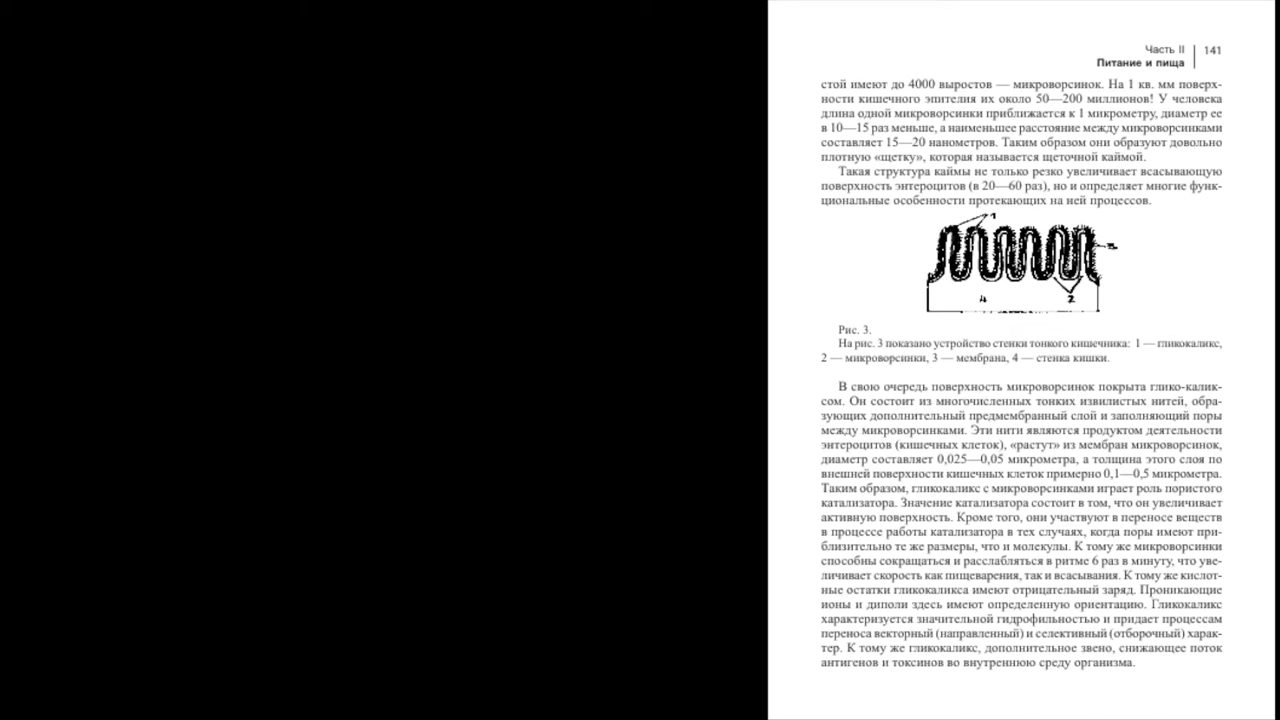 Часть II
141
Питание и пища
стой имеют до 4000 выростов — микроворсинок. На 1 кв. мм поверх-
ности кишечного эпителия их около 50—200 миллионов! У человека
длина одной микроворсинки приближается к 1 микрометру, диаметр ее
в 10—15 раз меньше, а наименьшее расстояние между микроворсинками
составляет 15—20 нанометров. Таким образом они образуют довольно
плотную «щетку», которая называется щеточной каймой.
Такая структура каймы не только резко увеличивает всасывающую
поверхность энтероцитов (в 20—60 раз), но и определяет многие функ-
циональные особенности протекающих на ней процессов.
1
4
2
Рис. 3.
На рис. 3 показано устройство стенки тонкого кишечника: 1 — гликокаликс,
2 — микроворсинки, 3 — мембрана, 4 — стенка кишки.
В свою очередь поверхность микроворсинок покрыта глико-калик-
сом. Он состоит из многочисленных тонких извилистых нитей, обра-
зующих дополнительный предмембранный слой и заполняющий поры
между микроворсинками. Эти нити являются продуктом деятельности
энтероцитов (кишечных клеток), «растут» из мембран микроворсинок,
диаметр составляет 0,025—0,05 микрометра, а толщина этого слоя по
внешней поверхности кишечных клеток примерно 0,1—0,5 микрометра.
Таким образом, гликокаликс с микроворсинками играет роль пористого
катализатора. Значение катализатора состоит в том, что он увеличивает
активную поверхность. Кроме того, они участвуют в переносе веществ
в процессе работы катализатора в тех случаях, когда поры имеют при-
близительно те же размеры, что и молекулы. К тому же микроворсинки
способны сокращаться и расслабляться в ритме 6 раз в минуту, что уве-
личивает скорость как пищеварения, так и всасывания. К тому же кислот-
ные остатки гликокаликса имеют отрицательный заряд. Проникающие
ионы и диполи здесь имеют определенную ориентацию. Гликокаликс
характеризуется значительной гидрофильностью и придает процессам
переноса векторный (направленный) и селективный (отборочный) харак-
тер. К тому же гликокаликс, дополнительное звено, снижающее поток
антигенов и токсинов во внутреннюю среду организма.